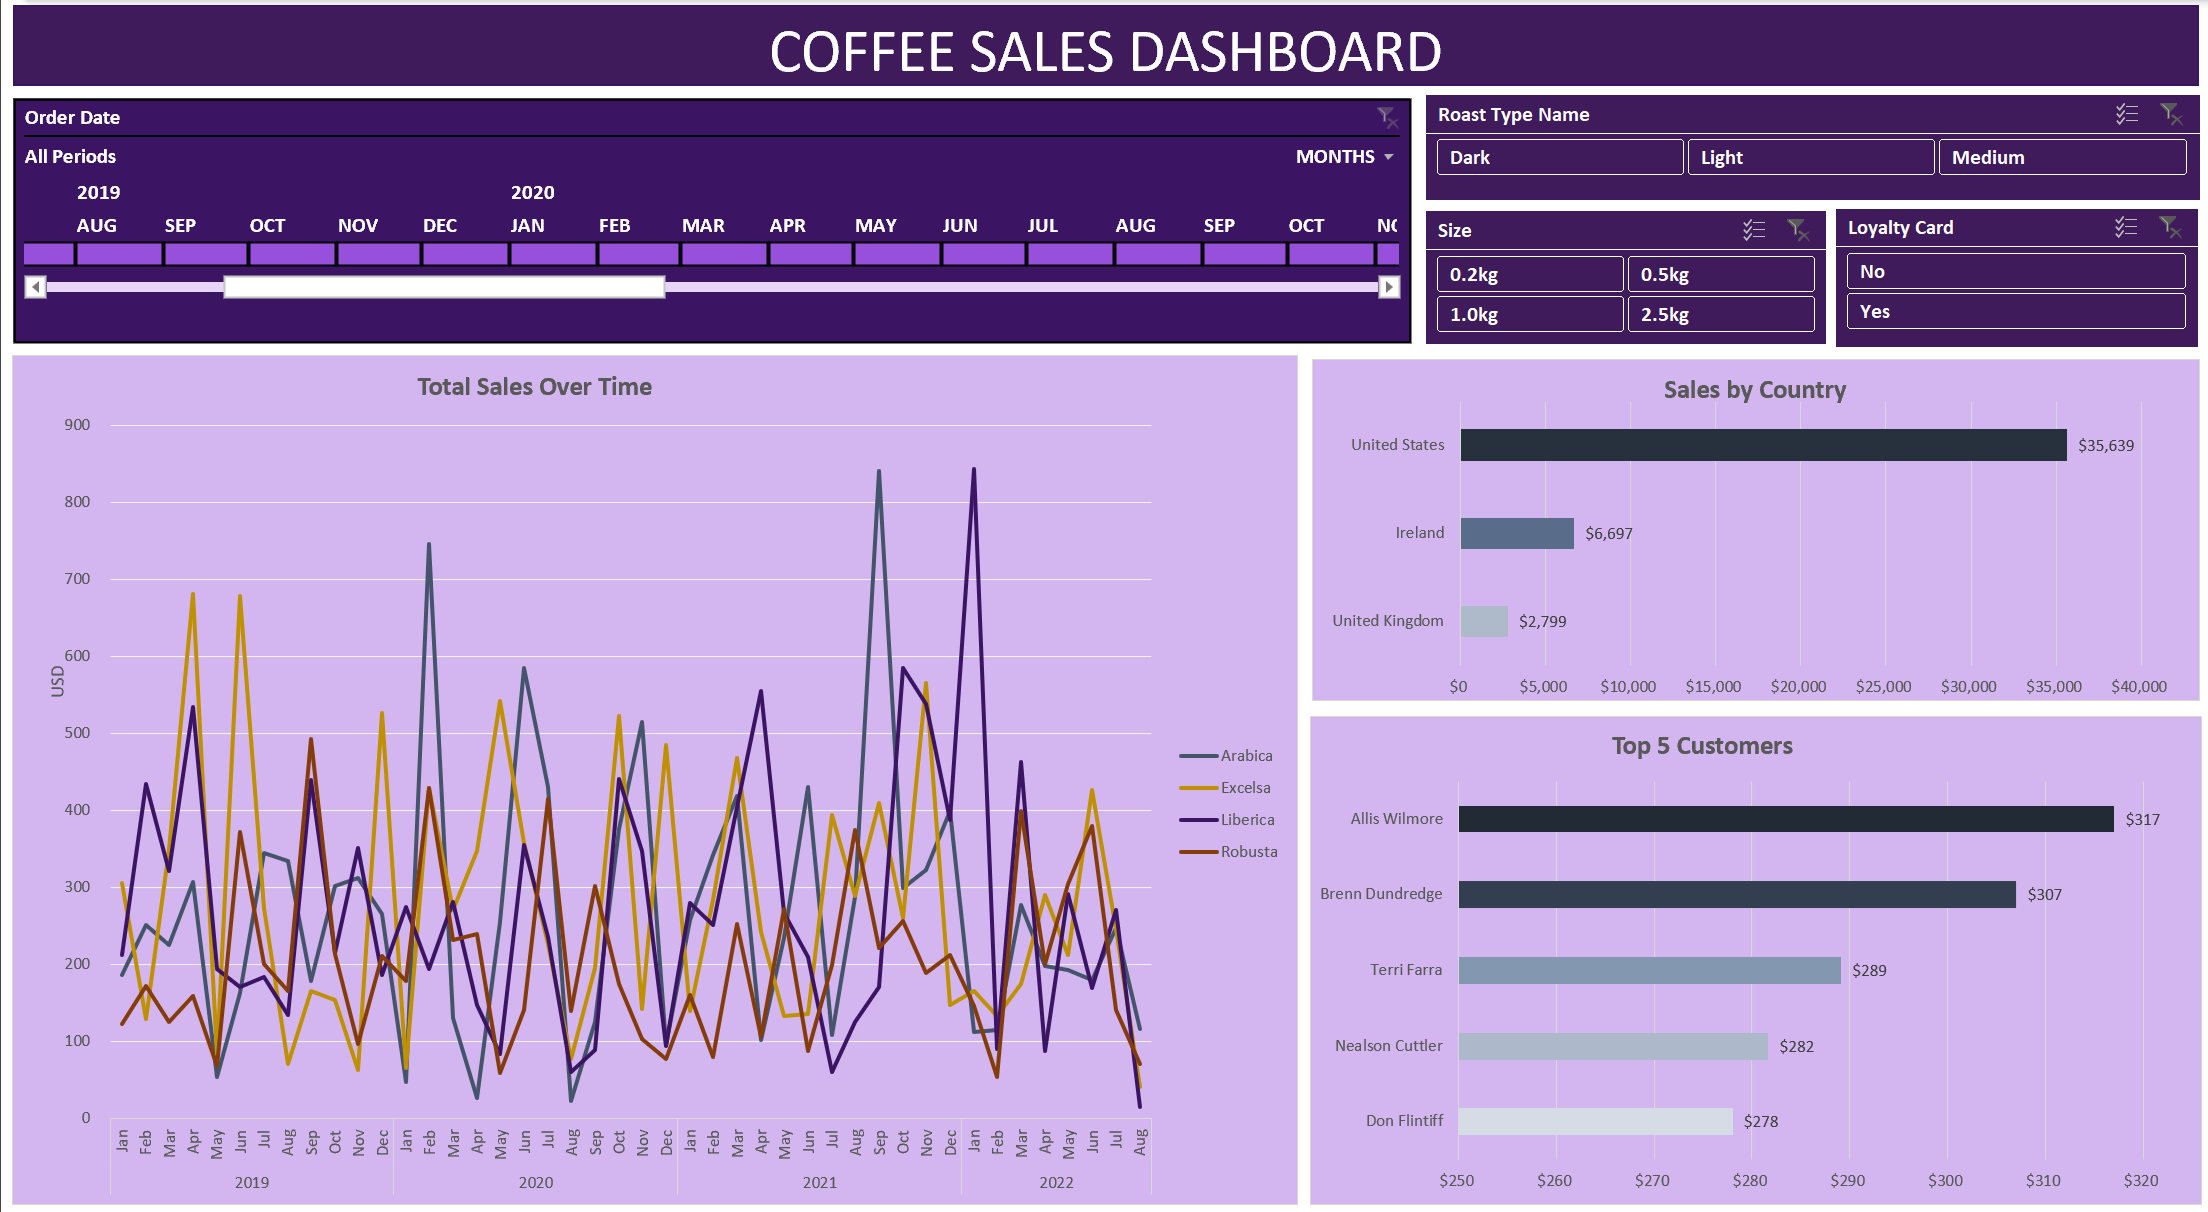 COFFEE SALES DASHBOARD
Order Date
All Periods
MONTHS
2019 2020
AUG SEP OCT NOV DEC JAN FEB MAR APR MAY JUN JUL AUG SEP OCT
Roast Type Name
Dark Light Medium
Size
0.2kg 0.5kg
1.0kg 2.5kg
Loyalty Card
No
Yes
Total Sales Over Time
900
800
700
600
500
400
300
200
100
0
USD
Jan Feb Mar Apr May Jun Jul Aug Sep Oct Nov Dec Jan Feb Mar Apr May Jun Jul Aug Sep Oct Nov Dec Jan Feb Mar Apr May Jun Jul Aug Sep Oct Nov Dec Jan Feb Mar Apr May Jun Jul Aug
2019 2020 2021 2022
Arabica
Excelsa
Liberica
Robusta
Sales by Country
United States $35,639
Ireland $6,697
United Kingdom $2,799
$0 $5,000 $10,000 $15,000 $20,000 $25,000 $30,000 $35,000 $40,000
Top 5 Customers
Allis Wilmore $317
Brenn Dundredge $307
Terri Farra $289
Nealson Cuttler $282
Don Flintiff $278
$250 $260 $270 $280 $290 $300 $310 $320